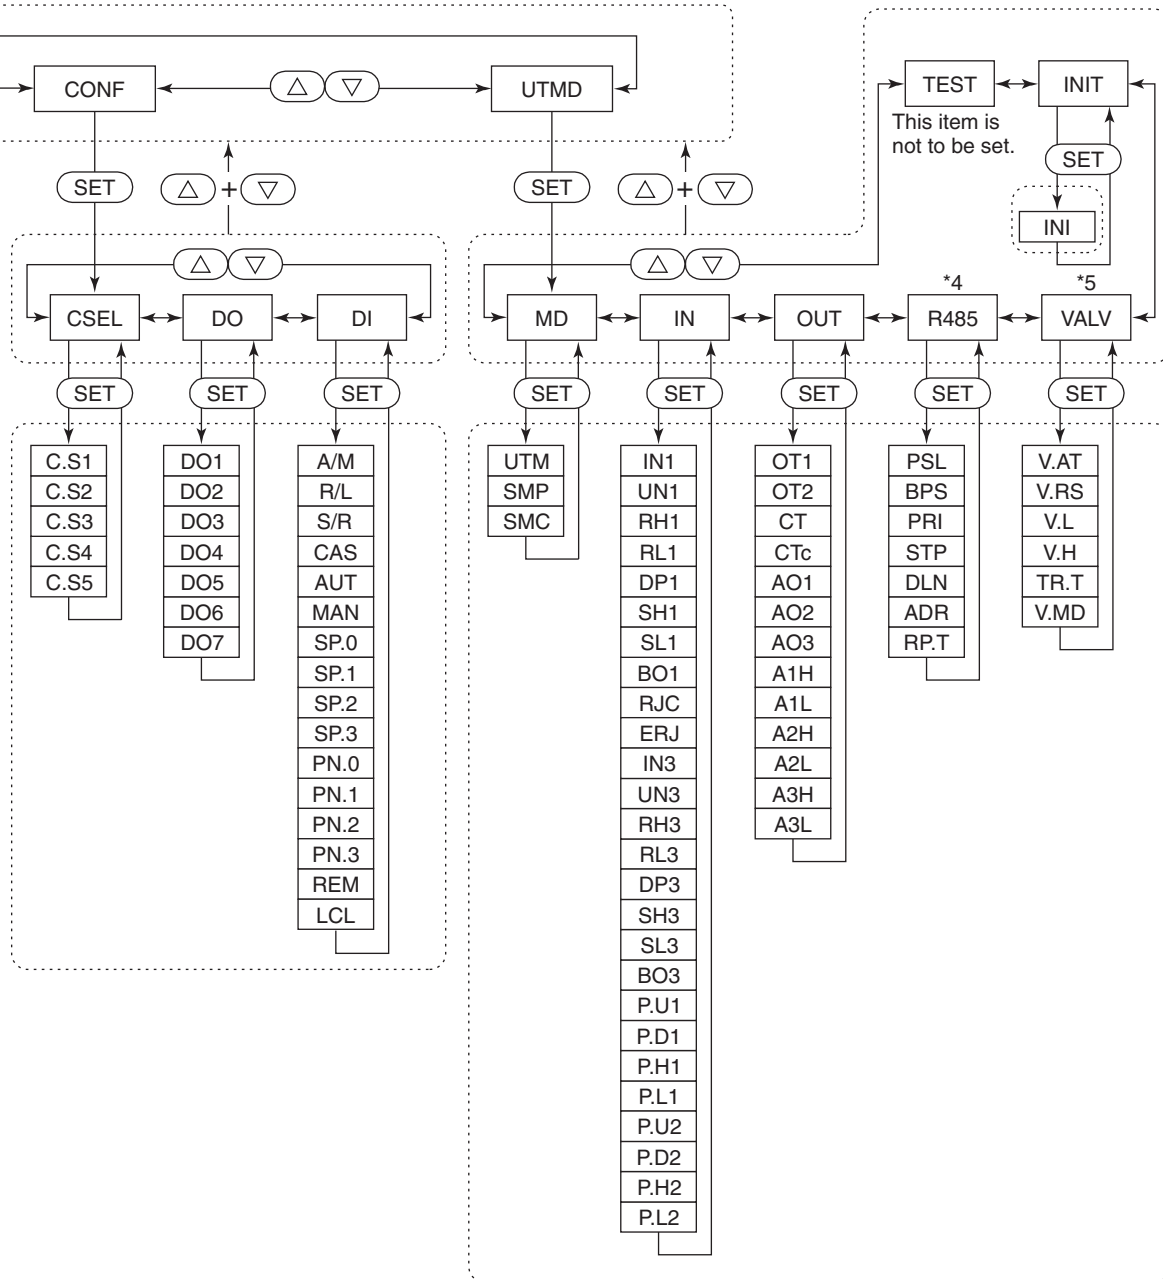 CONF
UTMD
TEST
INIT
This item is
not to be set.
SET
SET
+
SET
+
INI
*4
*5
CSEL
DO
DI
MD
IN
OUT
R485
VALV
SET
SET
SET
SET
SET
SET
SET
SET
C.S1
C.S2
C.S3
C.S4
C.S5
DO1
DO2
DO3
DO4
DO5
DO6
DO7
A/M
R/L
S/R
CAS
AUT
MAN
SP.0
SP.1
SP.2
SP.3
PN.0
PN.1
PN.2
PN.3
REM
LCL
UTM
SMP
SMC
IN1
UN1
RH1
RL1
DP1
SH1
SL1
BO1
RJC
ERJ
IN3
UN3
RH3
RL3
DP3
SH3
SL3
BO3
P.U1
P.D1
P.H1
P.L1
P.U2
P.D2
P.H2
P.L2
OT1
OT2
CT
CTc
AO1
AO2
AO3
A1H
A1L
A2H
A2L
A3H
A3L
PSL
BPS
PRI
STP
DLN
ADR
RP.T
V.AT
V.RS
V.L
V.H
TR.T
V.MD